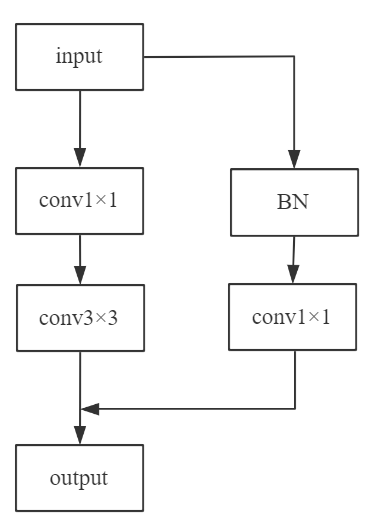 input
conv1×1
BN
conv3×3
conv1×1
output